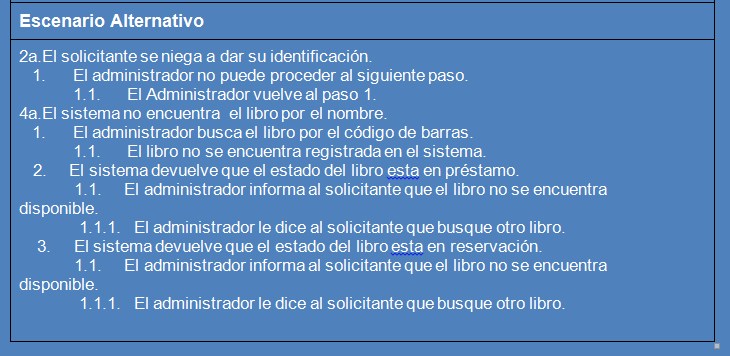 Escenario Alternativo
2a.El solicitante se niega a dar su identificación.
1. El administrador no puede proceder al siguiente paso.
1.1. El Administrador vuelve al paso 1.
4a.El sistema no encuentra el libro por el nombre.
1. El administrador busca el libro por el código de barras.
1.1. El libro no se encuentra registrada en el sistema.
2. El sistema devuelve que el estado del libro esta en préstamo.
1.1. El administrador informa al solicitante que el libro no se encuentra
disponible.
1.1.1. El administrador le dice al solicitante que busque otro libro.
3. El sistema devuelve que el estado del libro esta en reservación.
1.1. El administrador informa al solicitante que el libro no se encuentra
disponible.
1.1.1. El administrador le dice al solicitante que busque otro libro.